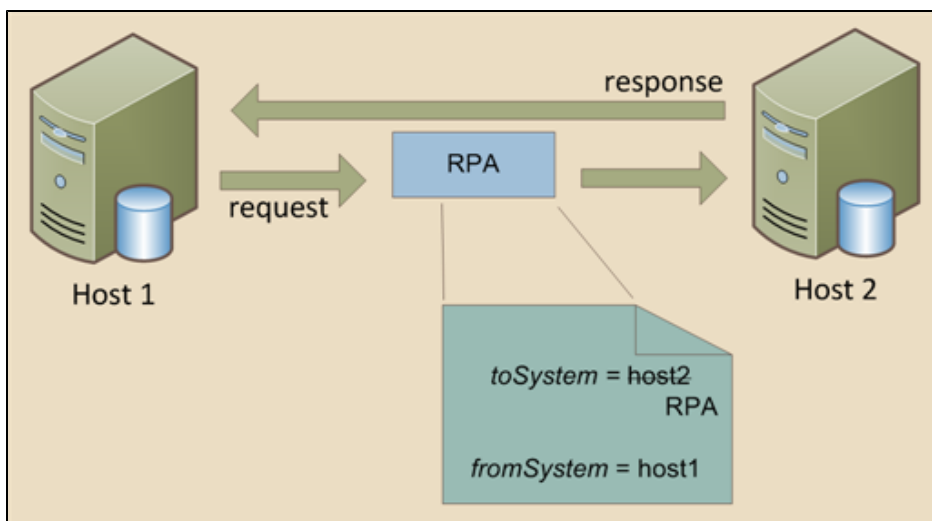 response
RPA
request
Host 1
Host 2
toSystem = host2
RPA
fromSystem = host1